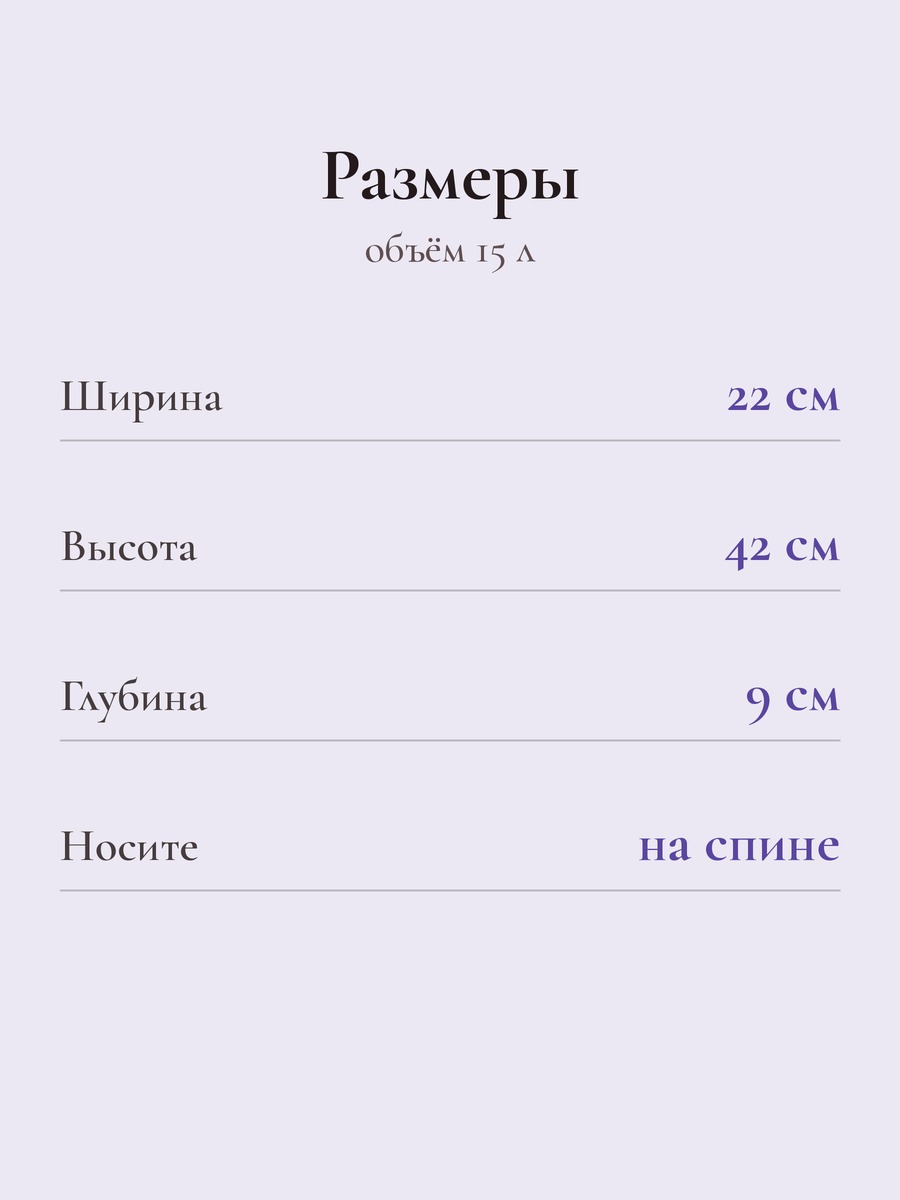 Размеры
объём 15 л
Ширина 22 см
Высота 42 см
Глубина 9 см
Носите на спине